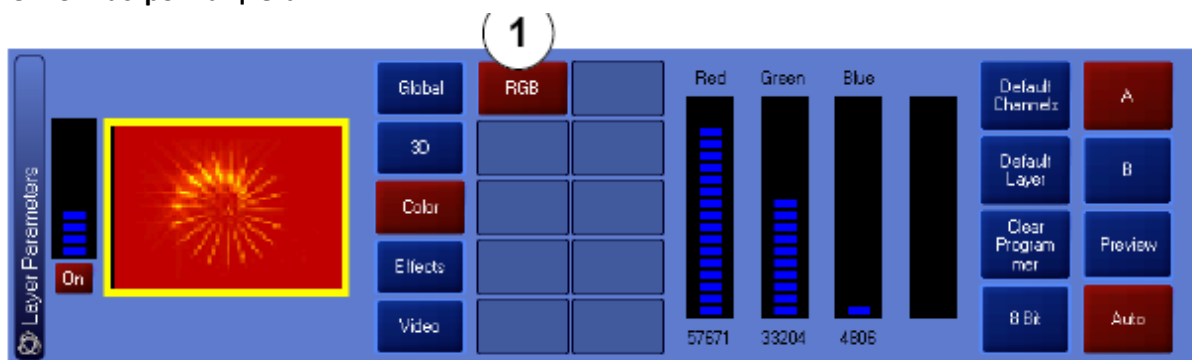 1
Layer Parameters
On
Global
3D
Color
Effects
Video
RGB
Red
Green
Blue
57671
33204
4806
Default
Channels
Default
Layer
Clear
Program
mer
8 Bit
A
B
Preview
Auto